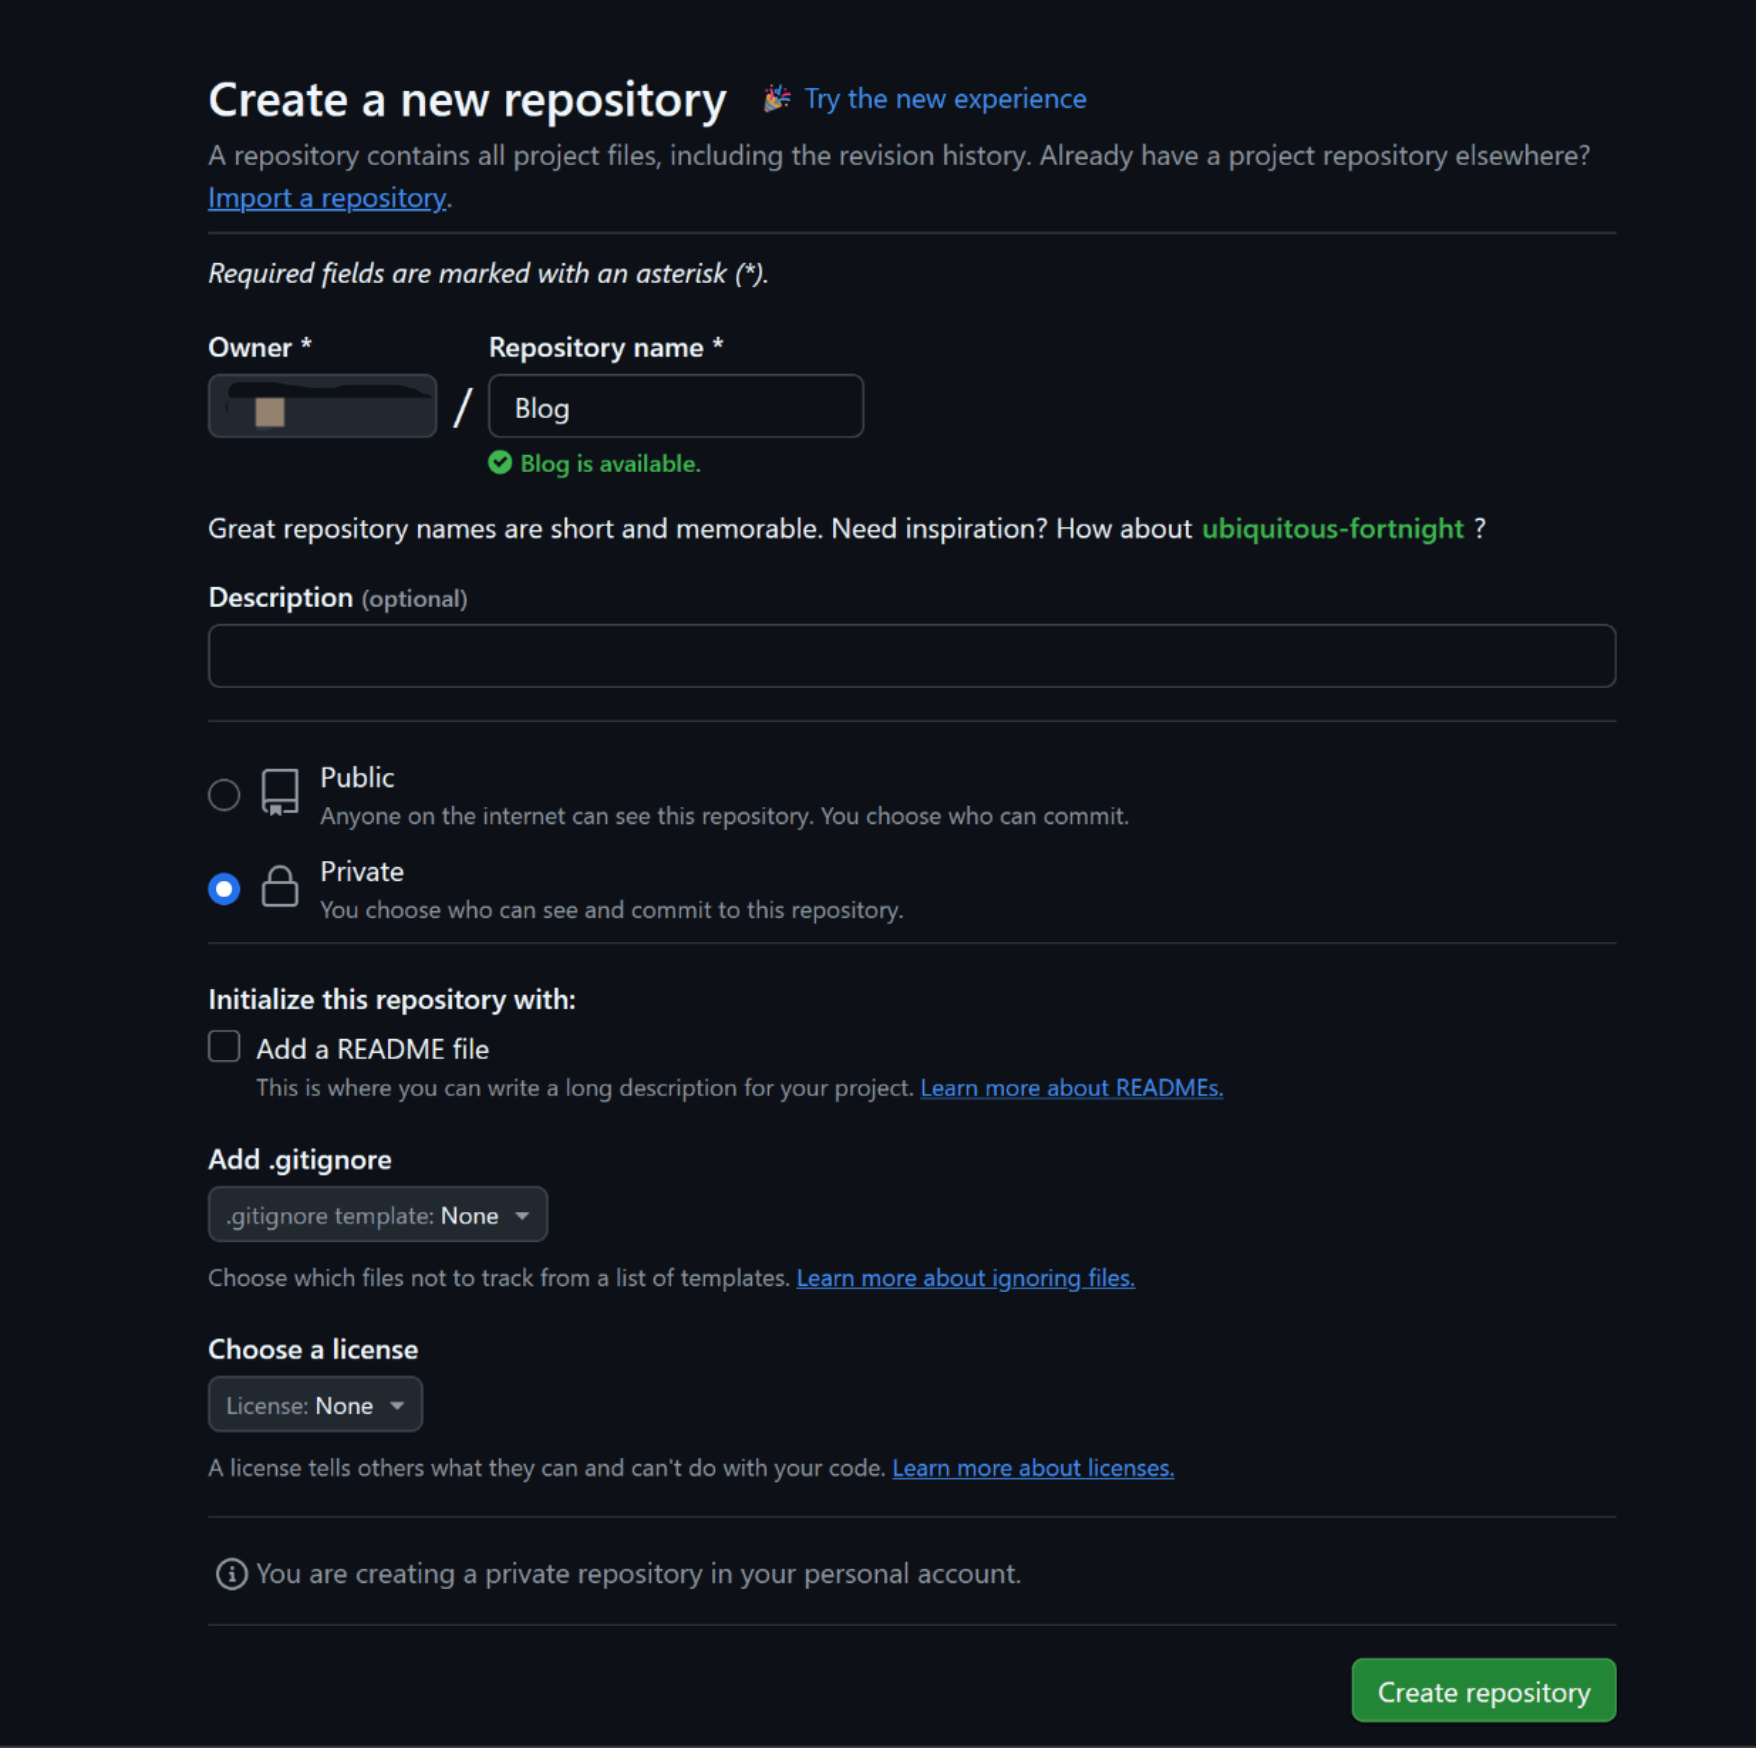 Create a new repository Try the new experience
A repository contains all project files, including the revision history. Already have a project repository elsewhere?
Import a repository.
Required fields are marked with an asterisk (*).
Owner * Repository name *
/ Blog
Blog is available.
Great repository names are short and memorable. Need inspiration? How about ubiquitous-fortnight ?
Description (optional)
Public
Anyone on the internet can see this repository. You choose who can commit.
Private
You choose who can see and commit to this repository.
Initialize this repository with:
Add a README file
This is where you can write a long description for your project. Learn more about READMEs.
Add .gitignore
.gitignore template: None
Choose which files not to track from a list of templates. Learn more about ignoring files.
Choose a license
License: None
A license tells others what they can and can't do with your code. Learn more about licenses.
You are creating a private repository in your personal account.
Create repository